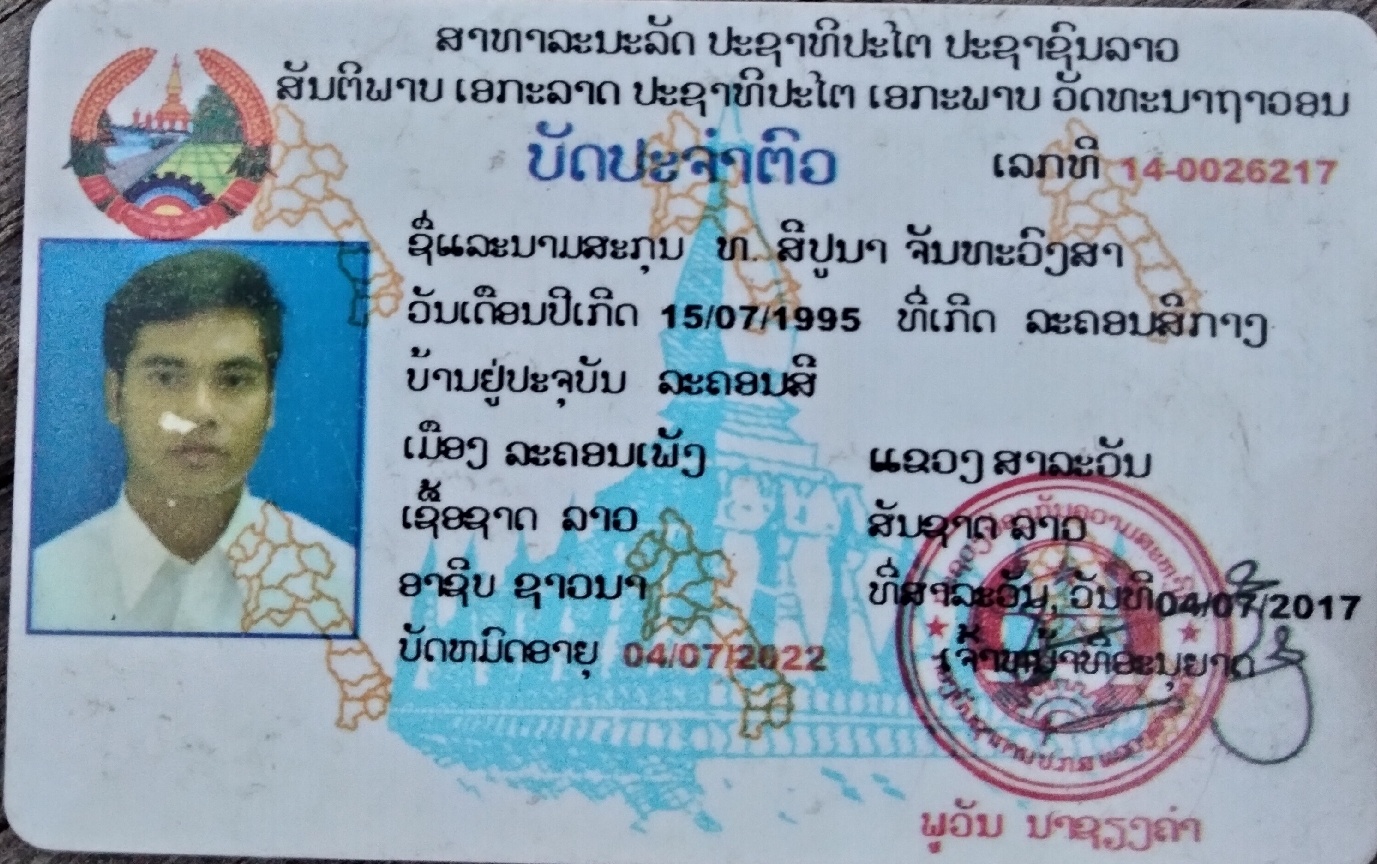 ສາທາລະນະລັດ ປະຊາທິປະໄຕ ປະຊາຊົນລາວ
ສັນຕິພາບ ເອກະລາດ ປະຊາທິປະໄຕ ເອກະພາບ ວັດທະນາຖາວອນ
ບັດປະຈຳຕົວ
ເລກທີ 14-0026217
ຊື່ແລະນາມສະກຸນ ທ. ສີປູນາ ຈັນທະວົງສາ
ວັນເດືອນປີເກີດ 15/07/1995 ທີ່ເກີດ ລະຄອນສີກາງ
ບ້ານຢູ່ປະຈຸບັນ ລະຄອນສີ
ເມືອງ ລະຄອນເພັງ ແຂວງ ສາລະວັນ
ເຊື້ອຊາດ ລາວ ສັນຊາດ ລາວ
ອາຊີບ ຊາວນາ ທີ່ສາລະວັນ, ວັນທີ 04/07/2017
ບັດຫມົດອາຍຸ 04/07/2022 ເຈົ້າຫນ້າທີ່ອະນຸຍາດ
ພູວັນ ນາຊຽງຄຳ